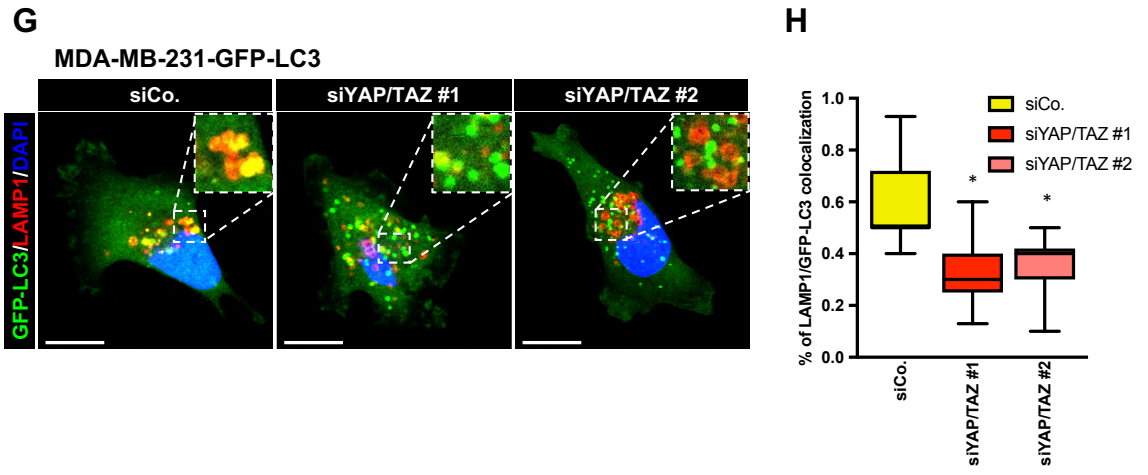 G
MDA-MB-231-GFP-LC3
siCo.
siYAP/TAZ #1
siYAP/TAZ #2
GFP-LC3/LAMP1/DAPI
H
% of LAMP1/GFP-LC3 colocalization
1.0
0.8
0.6
0.4
0.2
0.0
siCo.
siYAP/TAZ #1
siYAP/TAZ #2
*
*
siCo.
siYAP/TAZ #1
siYAP/TAZ #2